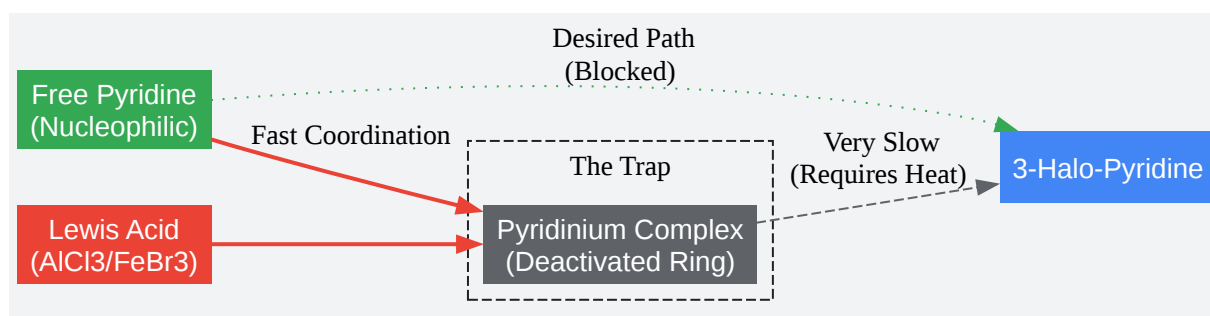 Desired Path
(Blocked)
Free Pyridine
(Nucleophilic)
Fast Coordination
Very Slow
(Requires Heat)
The Trap
3-Halo-Pyridine
Lewis Acid
(AlCl3/FeBr3)
Pyridinium Complex
(Deactivated Ring)